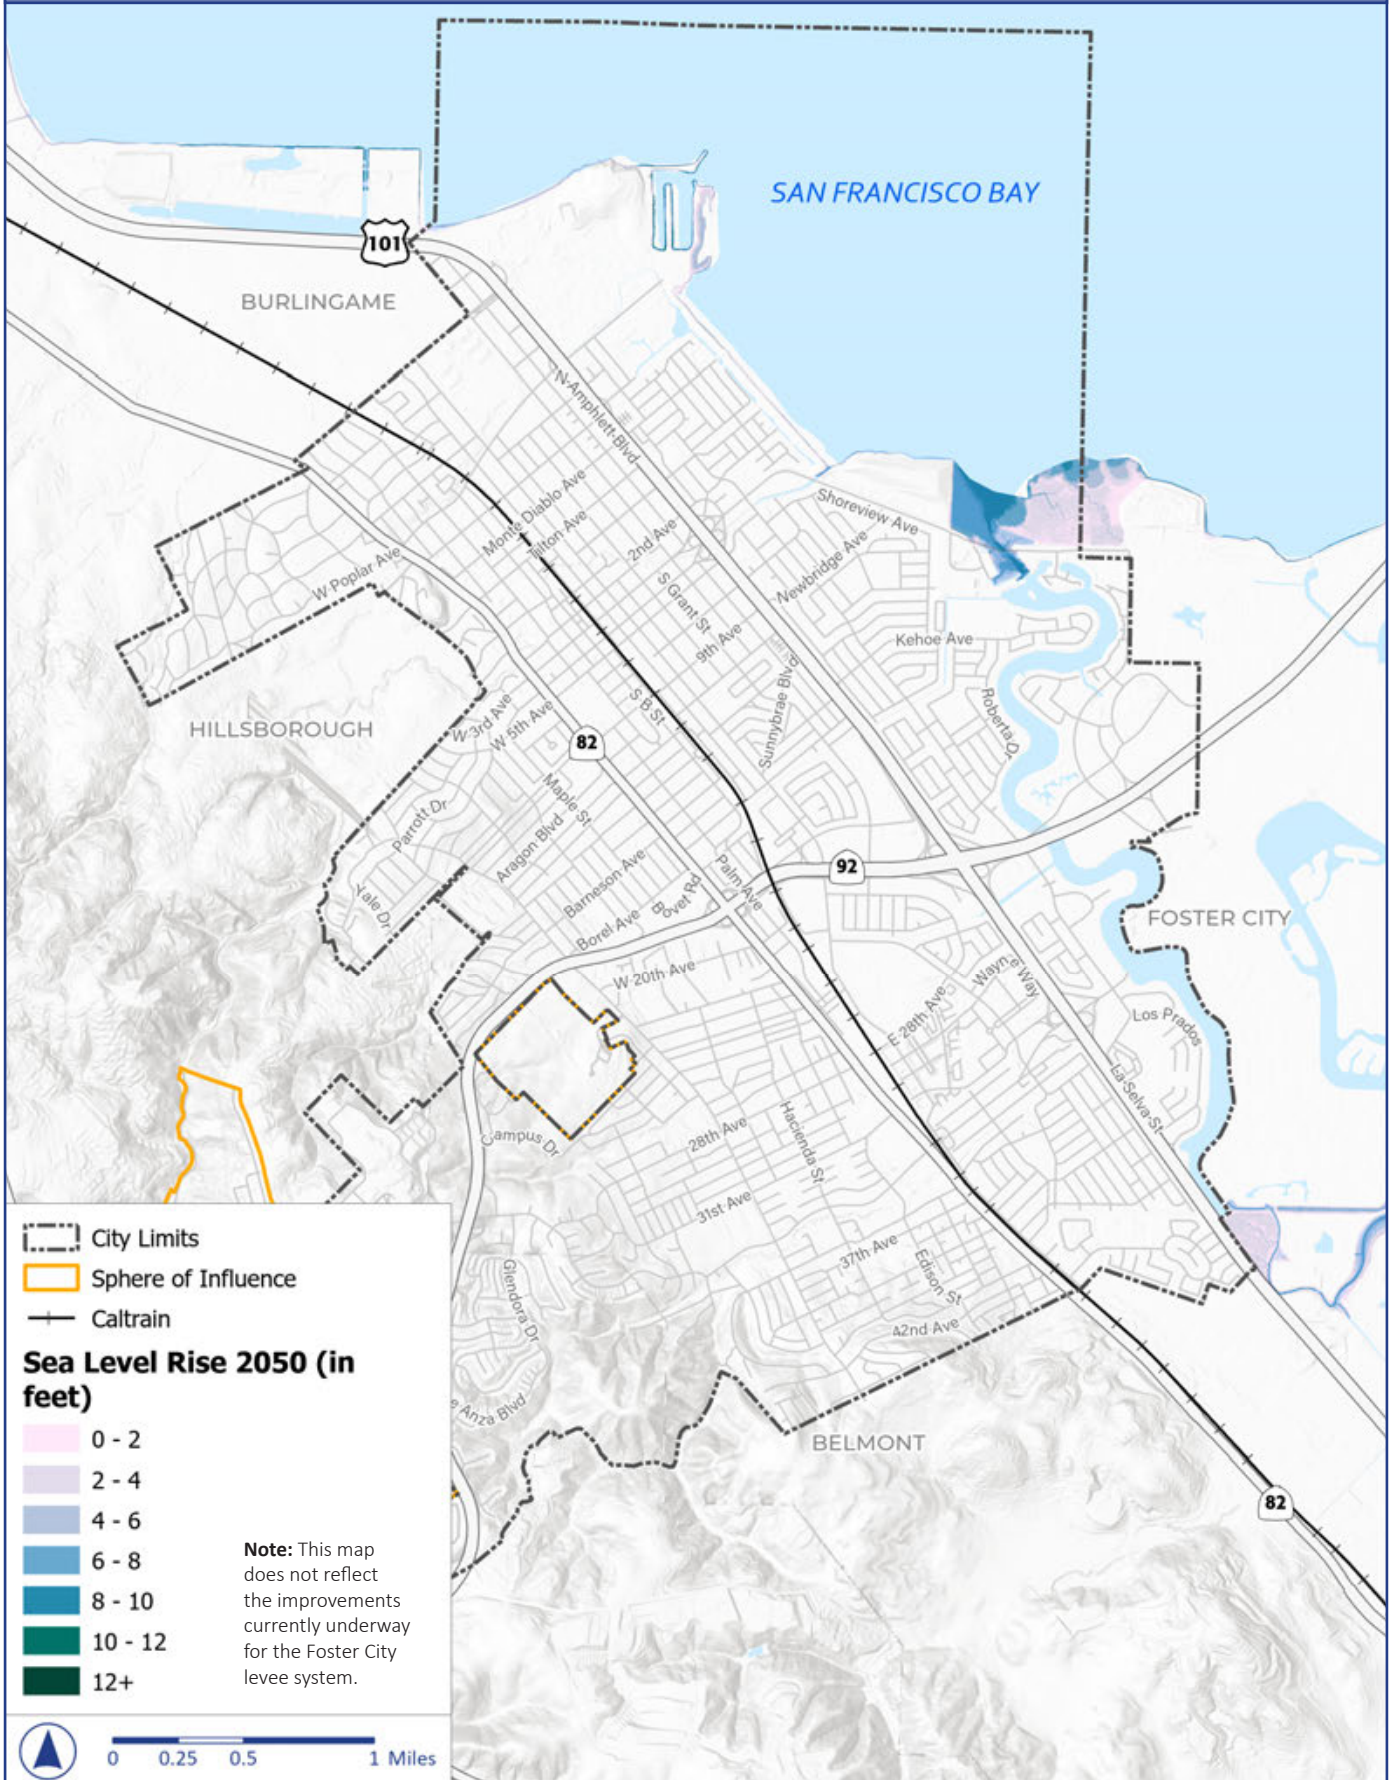 SAN FRANCISCO BAY
101
BURLINGAME
N Amphlett Blvd
Monte Diablo Ave
Tilton Ave
2nd Ave
Shoreview Ave
Newbridge Ave
W Poplar Ave
S Grant St
9th Ave
Kehoe Ave
Sunnybrae Blvd
Roberta Dr
HILLSBOROUGH
W 3rd Ave
W 5th Ave
S B St
82
Maple St
Parrott Dr
Aragon Blvd
Barneson Ave
Palm Ave
92
Yale Dr
Bovet Rd
Borel Ave
FOSTER CITY
W 20th Ave
Wayne Way
E 28th Ave
Los Prados
La Selva St
Campus Dr
28th Ave
Hacienda St
31st Ave
37th Ave
Edison St
Glendora Dr
42nd Ave
e Anza Blvd
BELMONT
82
City Limits
Sphere of Influence
Caltrain
Sea Level Rise 2050 (in
feet)
0 - 2
2 - 4
4 - 6
6 - 8
8 - 10
10 - 12
12+
Note: This map
does not reflect
the improvements
currently underway
for the Foster City
levee system.
0 0.25 0.5 1 Miles